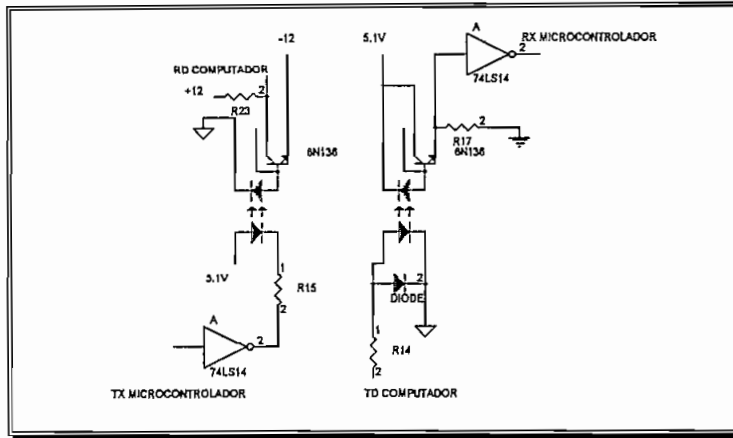 -12
5.1V
A
2
RX MICROCONTROLADOR
74LS14
RD COMPUTADOR
+12
2
R23
2
R17
6N136
6N136
5.1V
1
R15
2
2
DIODE
A
2
74LS14
1
R14
2
TX MICROCONTROLADOR
TD COMPUTADOR